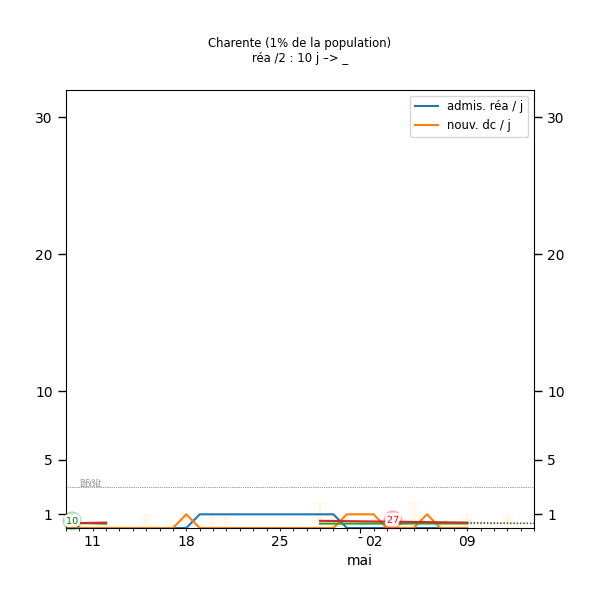 Charente (1% de la population)
réa /2 : 10 j –> _
admis. réa / j
nouv. dc / j
30 30
20 20
10 10
5 5
1 1
10
27
11 18 25 02 09
mai